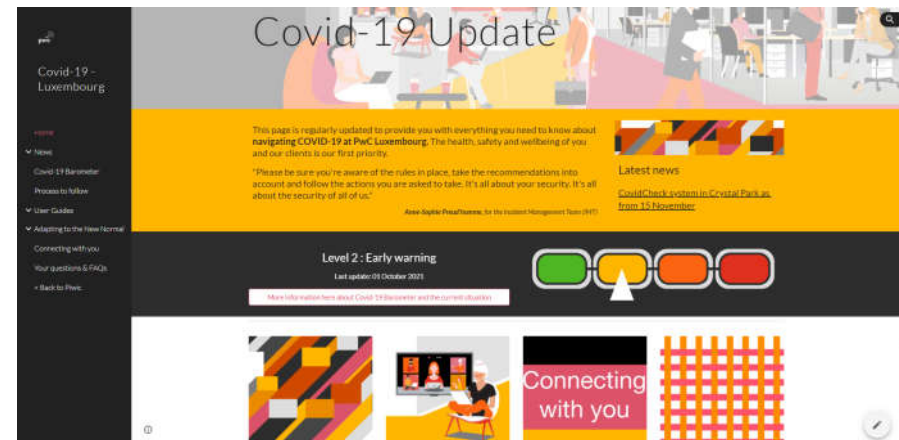 pwc
Covid-19 -
Luxembourg
Home
News
Covid-19 Barometer
Process to follow
User Guides
Adapting to the New Normal
Connecting with you
Your questions & FAQs
< Back to Piwic
Covid-19 Update
This page is regularly updated to provide you with everything you need to know about
navigating COVID-19 at PwC Luxembourg. The health, safety and wellbeing of you
and our clients is our first priority.
"Please be sure you're aware of the rules in place, take the recommendations into
account and follow the actions you are asked to take. It's all about your security. It's all
about the security of all of us."
Anne-Sophie Preud'homme, for the Incident Management Team (IMT)
Latest news
CovidCheck system in Crystal Park as
from 15 November
Level 2 : Early warning
Last update: 01 October 2021
More information here about Covid-19 Barometer and the current situation
Connecting
with you